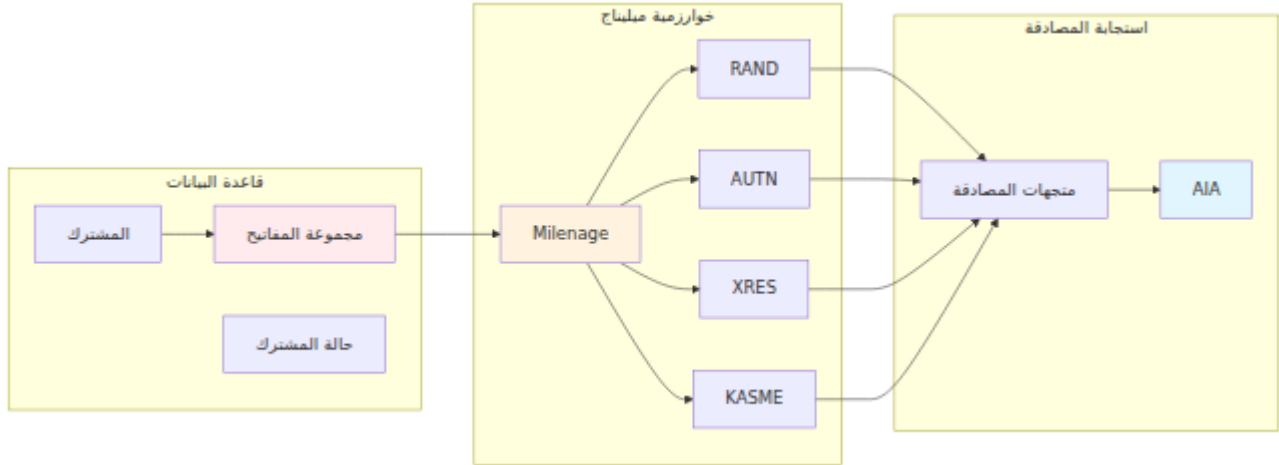 قاعدة البيانات
المشترك
مجموعة المفاتيح
حالة المشترك
خوارزمية ميليناج
Milenage
RAND
AUTN
XRES
KASME
استجابة المصادقة
متجهات المصادقة
AIA